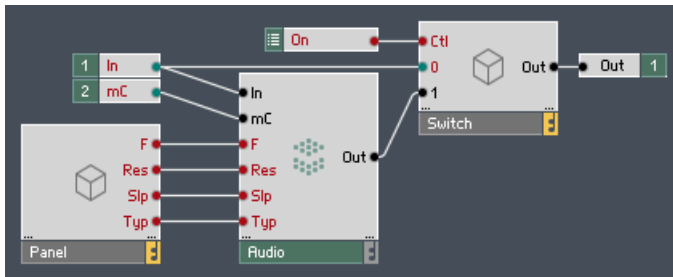 On
Ctl
1 In
0
Out
Out 1
2 mC
In
1
mC
Switch
F
F
Res
Res
Out
Slp
Slp
Typ
Typ
Panel
Audio